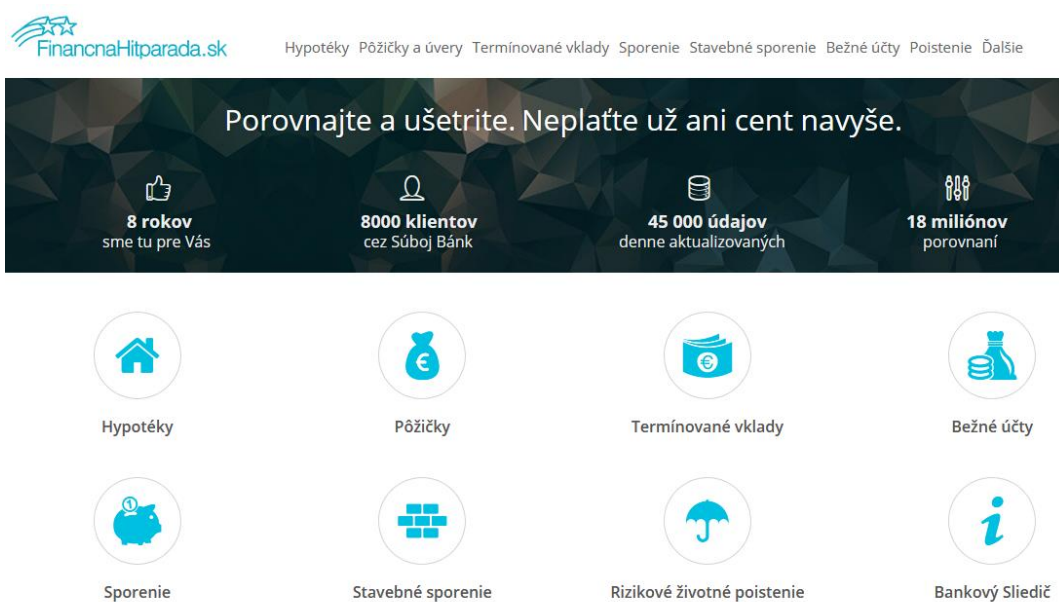 FinancnaHitparada.sk
Hypotéky Pôžičky a úvery Termínované vklady Sporenie Stavebné sporenie Bežné účty Poistenie Ďalšie
Porovnajte a ušetrite. Neplaťte už ani cent navyše.
8 rokov 8000 klientov 45 000 údajov 18 miliónov
sme tu pre Vás cez Súboj Bánk denne aktualizovaných porovnaní
Hypotéky Pôžičky Termínované vklady Bežné účty
Sporenie Stavebné sporenie Rizikové životné poistenie Bankový Sliedič